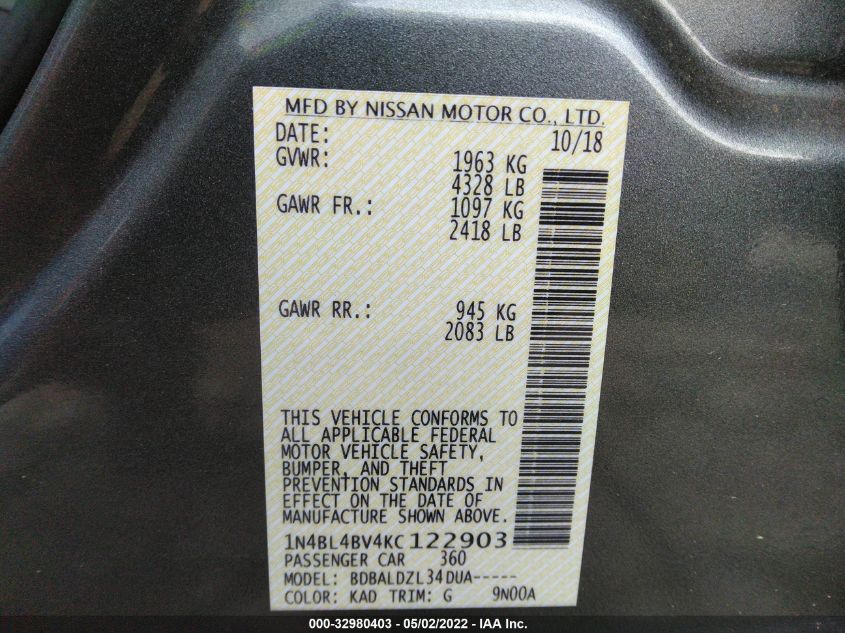 MFD BY NISSAN MOTOR CO., LTD.
DATE: 10/18
GVWR: 1963 KG
4328 LB
GAWR FR.: 1097 KG
2418 LB
GAWR RR.: 945 KG
2083 LB
THIS VEHICLE CONFORMS TO
ALL APPLICABLE FEDERAL
MOTOR VEHICLE SAFETY,
BUMPER, AND THEFT
PREVENTION STANDARDS IN
EFFECT ON THE DATE OF
MANUFACTURE SHOWN ABOVE.
1N4BL4BV4KC122903
PASSENGER CAR 360
MODEL: BDBALDZL34DUA-----
COLOR: KAD TRIM: G 9N00A
000-32980403 - 05/02/2022 - IAA Inc.